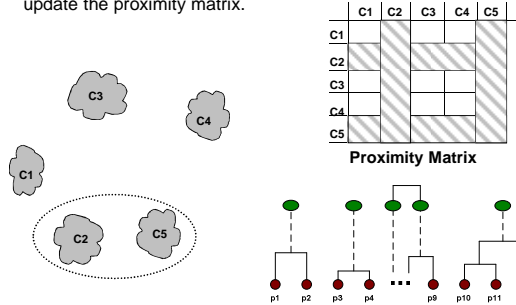 update the proximity matrix.
C1 C2 C3 C4 C5
C1
C2
C3
C4
C5
Proximity Matrix
C3
C4
C1
C2
C5
...
p1 p2 p3 p4 p9 p10 p11